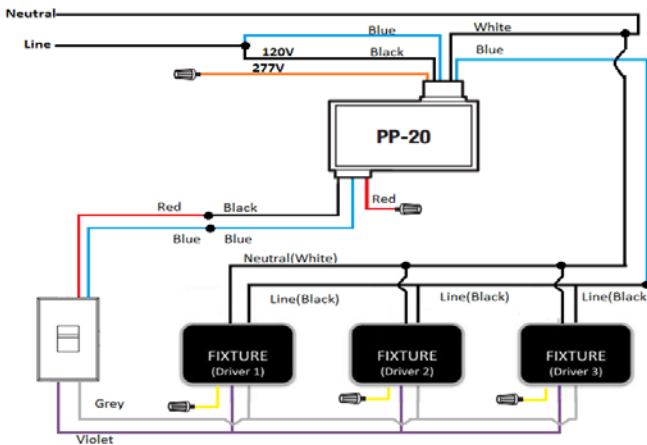 Neutral
Blue
White
Line
120V
Black
Blue
277V
PP-20
Red
Black
Red
Blue
Blue
Neutral(White)
Line(Black)
Line(Black)
Line(Black
FIXTURE
(Driver 1)
FIXTURE
(Driver 2)
FIXTURE
(Driver 3)
Grey
Violet